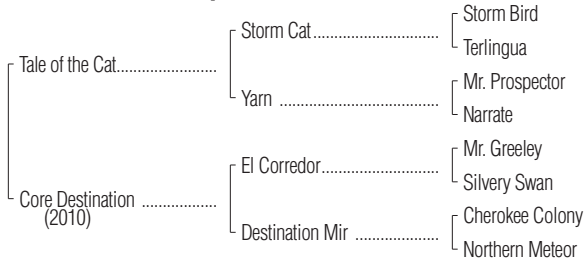 Storm Bird
Storm Cat
Terlingua
Tale of the Cat
Mr. Prospector
Yarn
Narrate
Mr. Greeley
El Corredor
Silvery Swan
Core Destination
(2010)
Cherokee Colony
Destination Mir
Northern Meteor